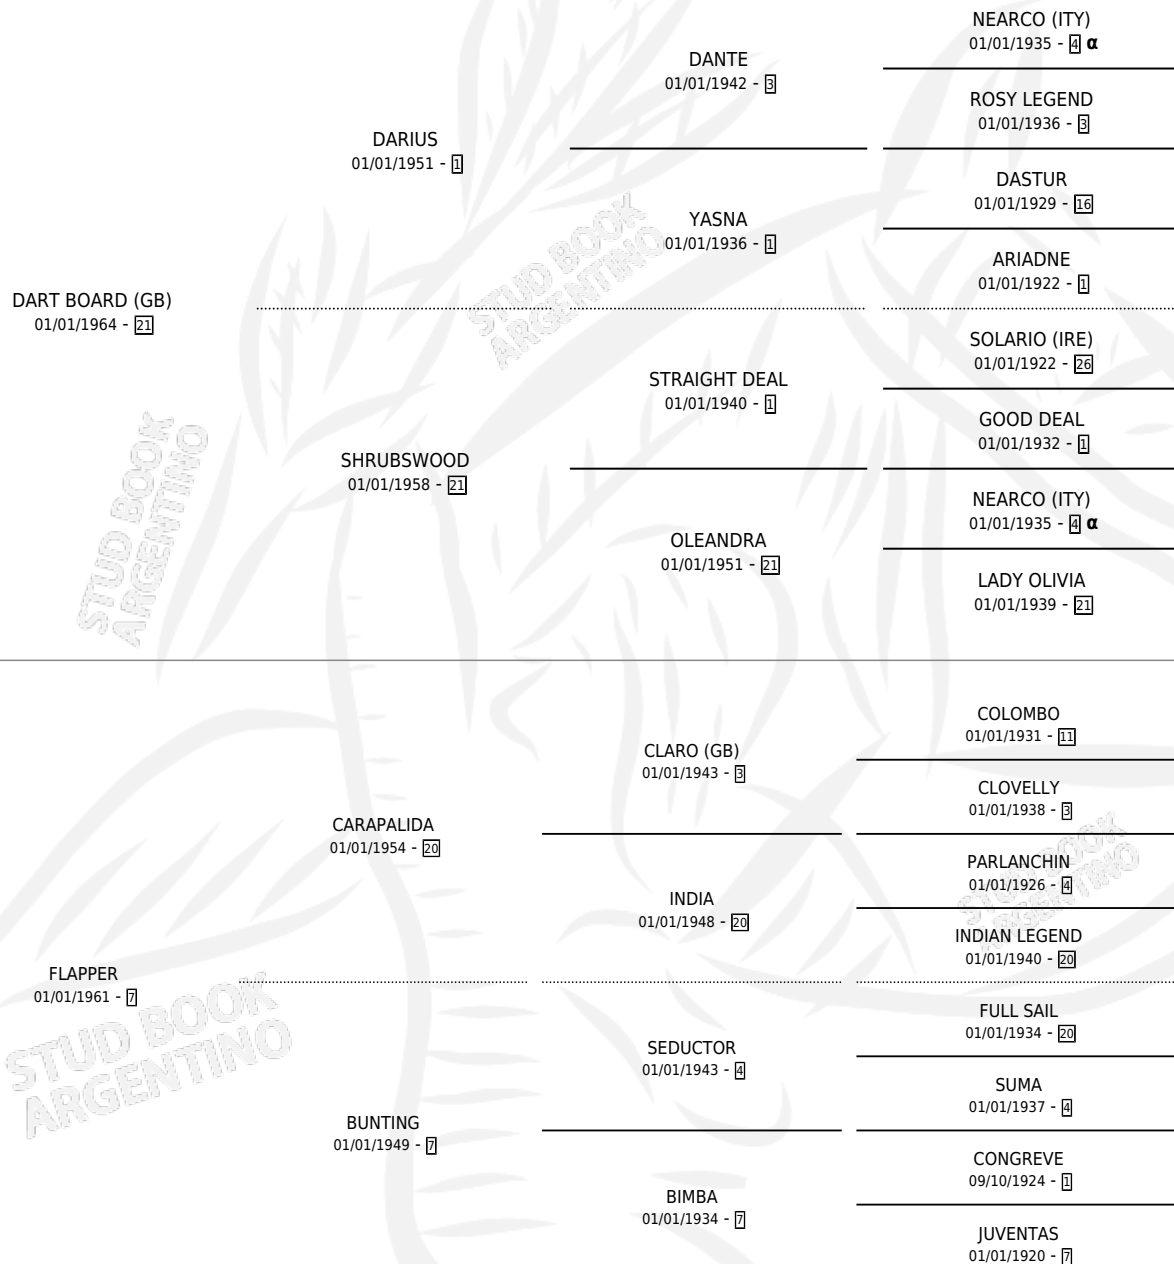 NEARCO (ITY)
01/01/1935 - 4 α
DANTE
01/01/1942 - 3
ROSY LEGEND
01/01/1936 - 3
DARIUS
01/01/1951 - 1
DASTUR
01/01/1929 - 16
YASNA
01/01/1936 - 1
ARIADNE
01/01/1922 - 1
DART BOARD (GB)
01/01/1964 - 21
SOLARIO (IRE)
01/01/1922 - 26
STRAIGHT DEAL
01/01/1940 - 1
GOOD DEAL
01/01/1932 - 1
SHRUBSWOOD
01/01/1958 - 21
NEARCO (ITY)
01/01/1935 - 4 α
OLEANDRA
01/01/1951 - 21
LADY OLIVIA
01/01/1939 - 21
COLOMBO
01/01/1931 - 11
CLARO (GB)
01/01/1943 - 3
CLOVELLY
01/01/1938 - 3
CARAPALIDA
01/01/1954 - 20
PARLANCHIN
01/01/1926 - 4
INDIA
01/01/1948 - 20
INDIAN LEGEND
01/01/1940 - 20
FLAPPER
01/01/1961 - 7
FULL SAIL
01/01/1934 - 20
SEDUCTOR
01/01/1943 - 4
SUMA
01/01/1937 - 4
BUNTING
01/01/1949 - 7
CONGREVE
09/10/1924 - 1
BIMBA
01/01/1934 - 7
JUVENTAS
01/01/1920 - 7
STUD BOOK
ARGENTINO
STUD BOOK
ARGENTINO
STUD BOOK
ARGENTINO
STUD BOOK
ARGENTINO